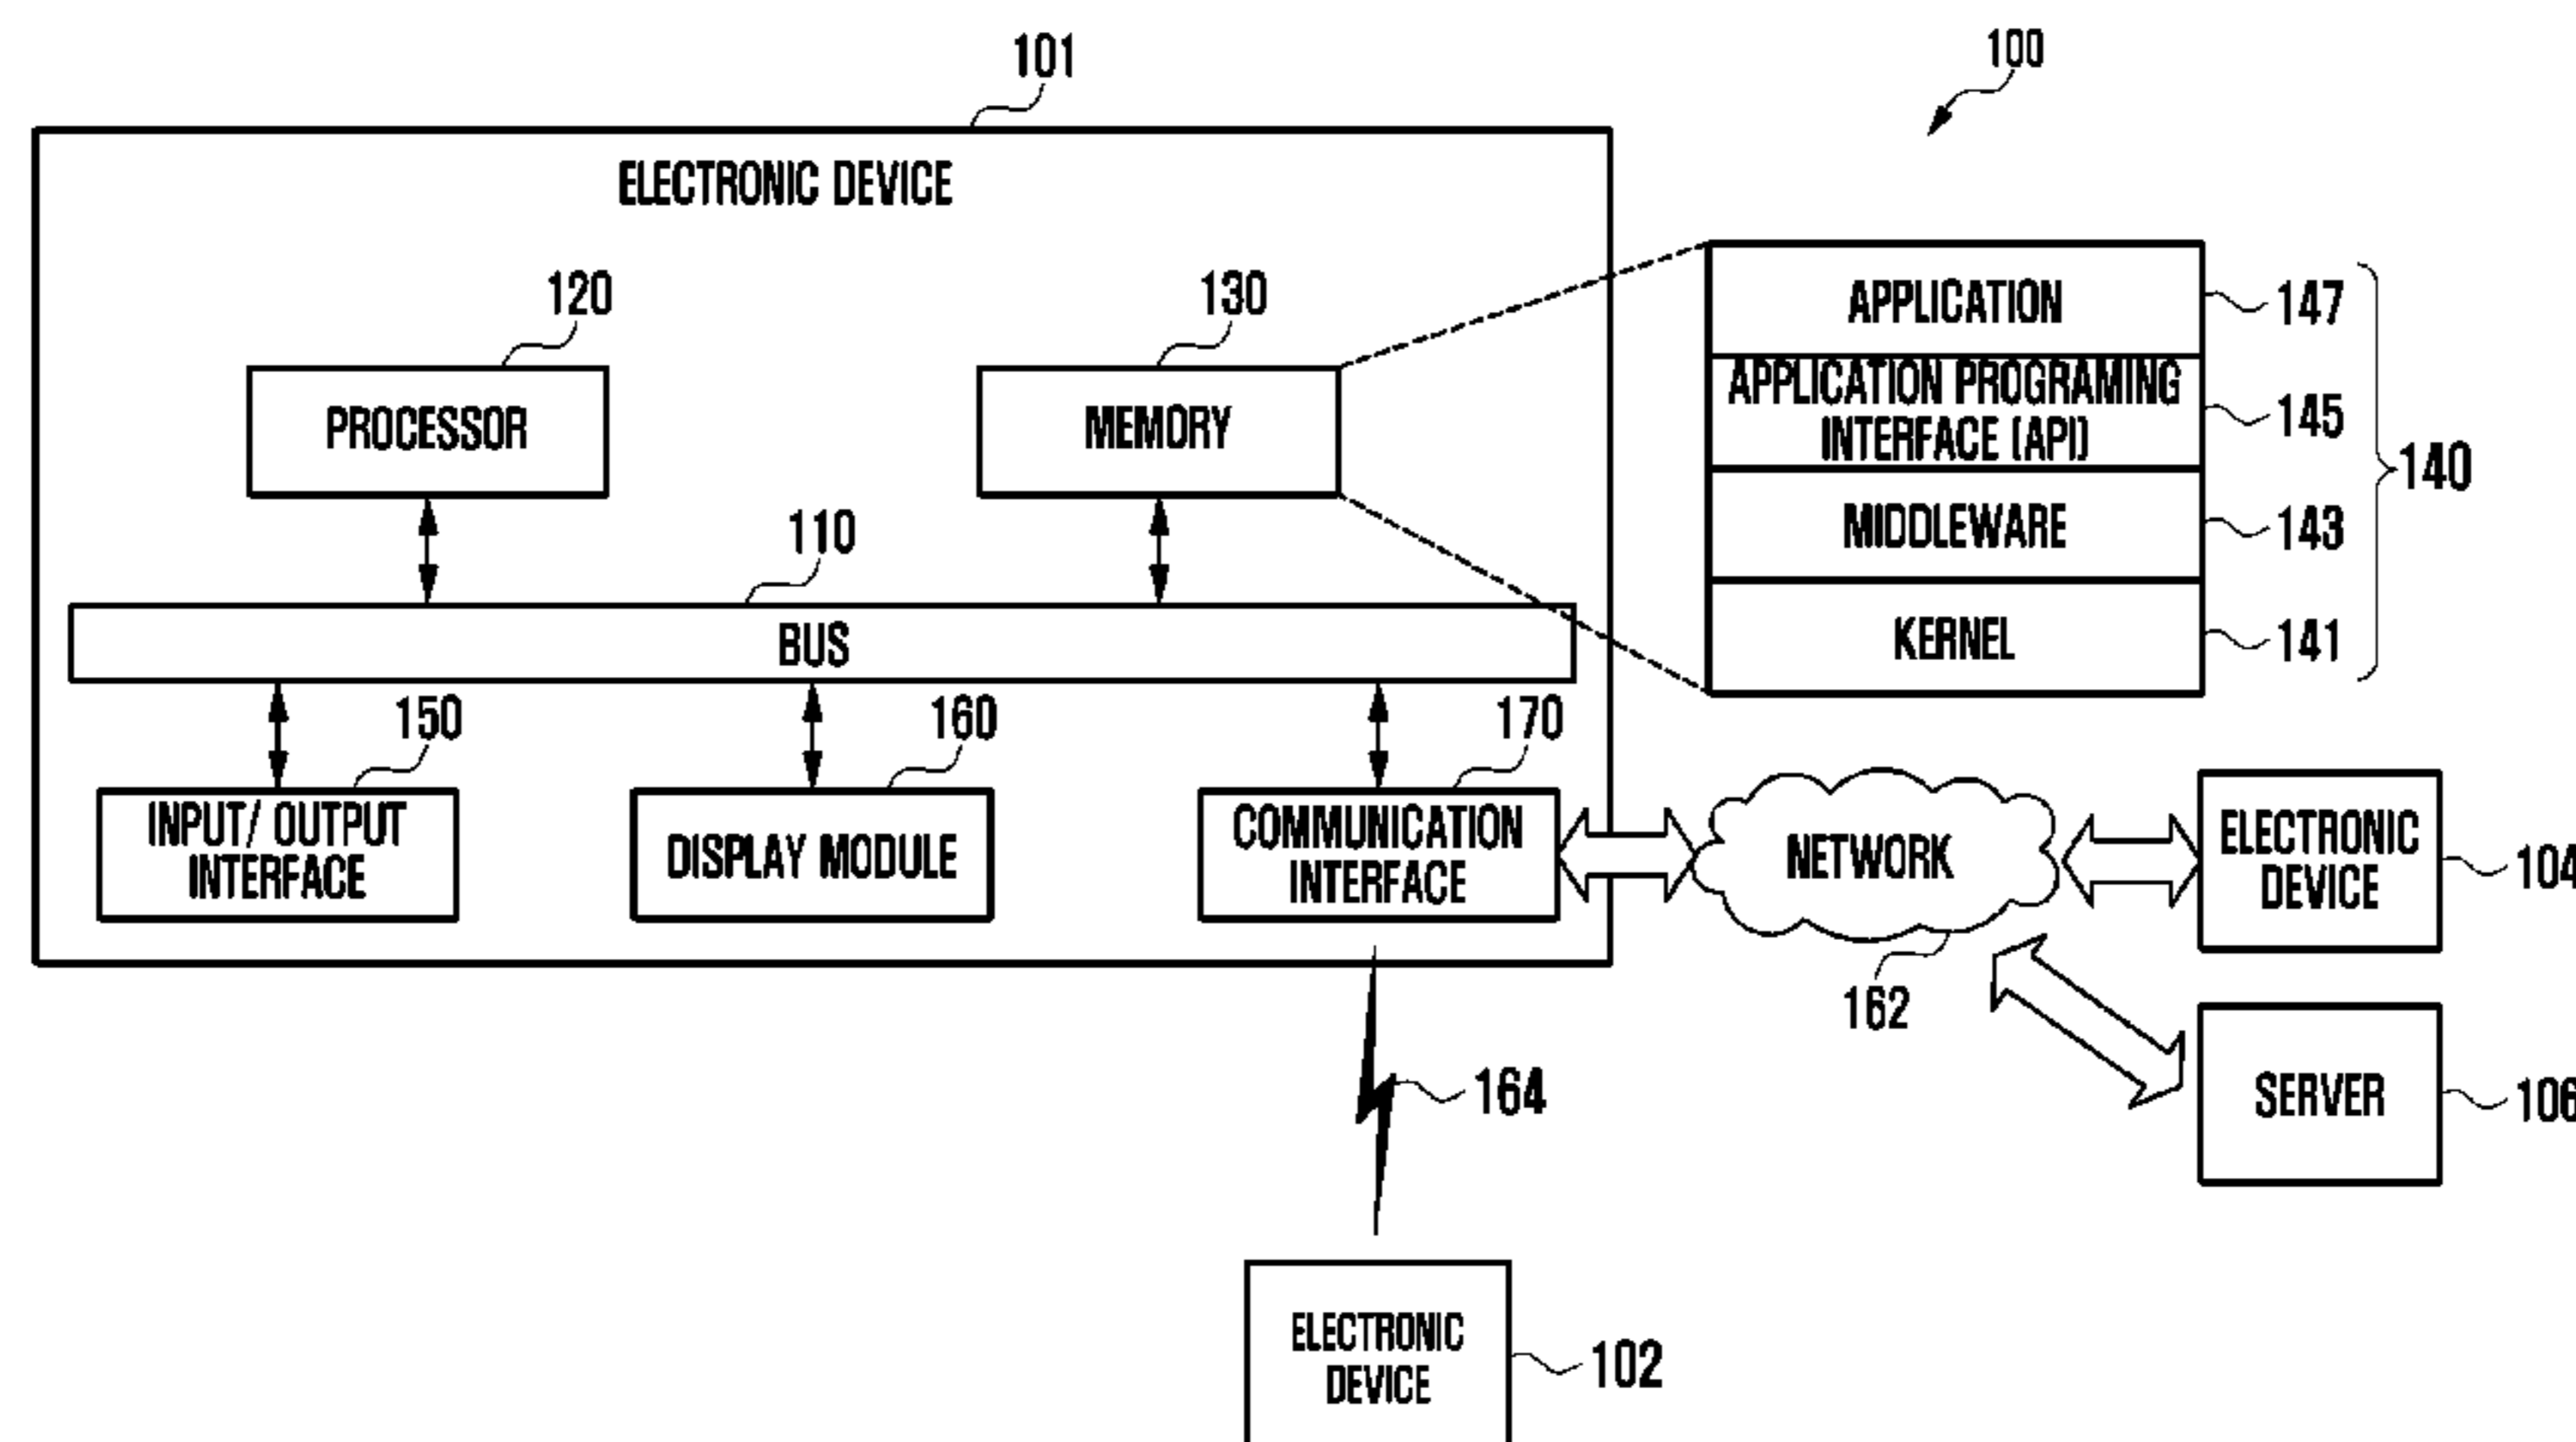 101
100
ELECTRONIC DEVICE
120
130
PROCESSOR
MEMORY
110
BUS
150
160
170
INPUT/ OUTPUT
INTERFACE
DISPLAY MODULE
COMMUNICATION
INTERFACE
APPLICATION
147
APPLICATION PROGRAMING
INTERFACE (API)
145
140
MIDDLEWARE
143
KERNEL
141
NETWORK
162
ELECTRONIC
DEVICE
104
SERVER
106
164
ELECTRONIC
DEVICE
102